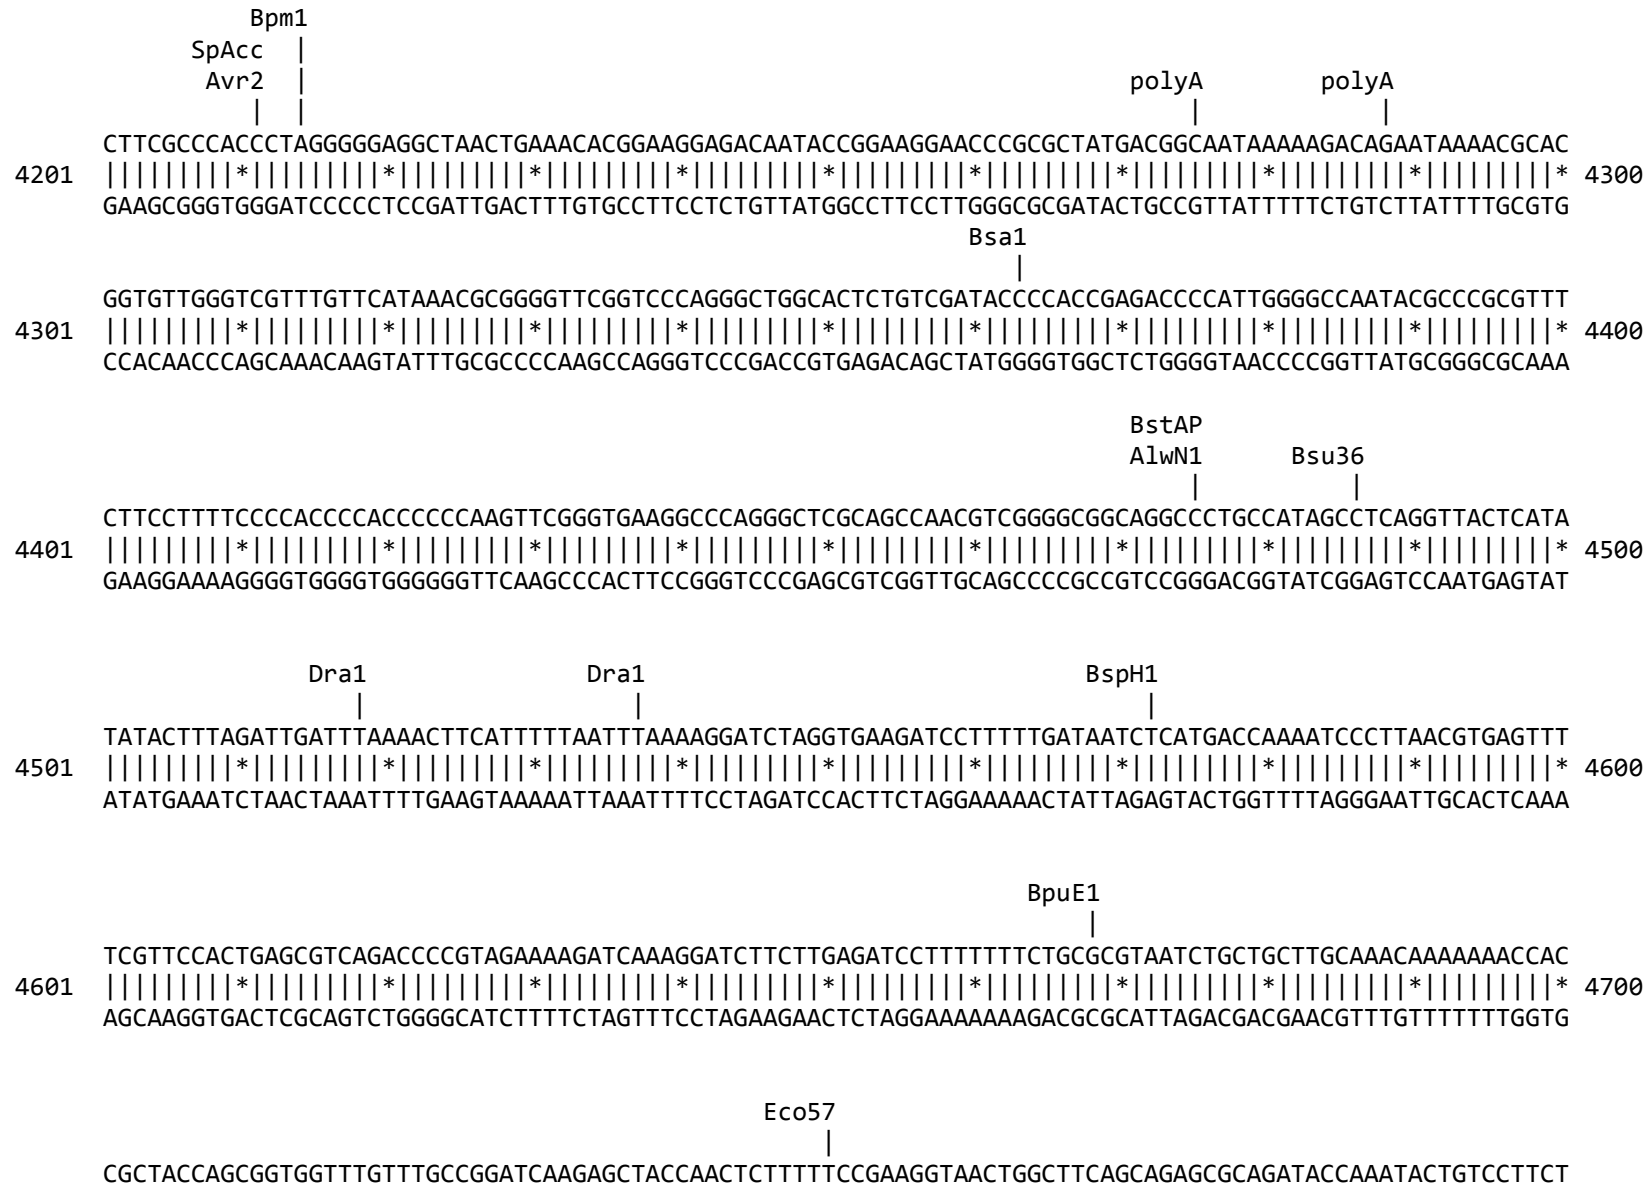 Bpm1
SpAcc |
Avr2 | polyA polyA
| | | |
CTTCGCCCACCCTAGGGGGAGGCTAACTGAAACACGGAAGGAGACAATACCGGAAGGAACCCGCGCTATGACGGCAATAAAAAGACAGAATAAAACGCAC
4201 |||||||||*|||||||||*|||||||||*|||||||||*|||||||||*|||||||||*|||||||||*|||||||||*|||||||||*|||||||||* 4300
GAAGCGGGTGGGATCCCCCTCCGATTGACTTTGTGCCTTCCTCTGTTATGGCCTTCCTTGGGCGCGATACTGCCGTTATTTTTCTGTCTTATTTTGCGTG
Bsa1
|
GGTGTTGGGTCGTTTGTTCATAAACGCGGGGTTCGGTCCCAGGGCTGGCACTCTGTCGATACCCCACCGAGACCCCATTGGGGCCAATACGCCCGCGTTT
4301 |||||||||*|||||||||*|||||||||*|||||||||*|||||||||*|||||||||*|||||||||*|||||||||*|||||||||*|||||||||* 4400
CCACAACCCAGCAAACAAGTATTTGCGCCCCAAGCCAGGGTCCCGACCGTGAGACAGCTATGGGGTGGCTCTGGGGTAACCCCGGTTATGCGGGCGCAAA
BstAP
AlwN1 Bsu36
| |
CTTCCTTTTCCCCACCCCACCCCCCAAGTTCGGGTGAAGGCCCAGGGCTCGCAGCCAACGTCGGGGCGGCAGGCCCTGCCATAGCCTCAGGTTACTCATA
4401 |||||||||*|||||||||*|||||||||*|||||||||*|||||||||*|||||||||*|||||||||*|||||||||*|||||||||*|||||||||* 4500
GAAGGAAAAGGGGTGGGGTGGGGGGTTCAAGCCCACTTCCGGGTCCCGAGCGTCGGTTGCAGCCCCGCCGTCCGGGACGGTATCGGAGTCCAATGAGTAT
Dra1 Dra1 BspH1
| | |
TATACTTTAGATTGATTTAAAACTTCATTTTTAATTTAAAAGGATCTAGGTGAAGATCCTTTTTGATAATCTCATGACCAAAATCCCTTAACGTGAGTTT
4501 |||||||||*|||||||||*|||||||||*|||||||||*|||||||||*|||||||||*|||||||||*|||||||||*|||||||||*|||||||||* 4600
ATATGAAATCTAACTAAATTTTGAAGTAAAAATTAAATTTTCCTAGATCCACTTCTAGGAAAAACTATTAGAGTACTGGTTTTAGGGAATTGCACTCAAA
BpuE1
|
TCGTTCCACTGAGCGTCAGACCCCGTAGAAAAGATCAAAGGATCTTCTTGAGATCCTTTTTTTCTGCGCGTAATCTGCTGCTTGCAAACAAAAAAACCAC
4601 |||||||||*|||||||||*|||||||||*|||||||||*|||||||||*|||||||||*|||||||||*|||||||||*|||||||||*|||||||||* 4700
AGCAAGGTGACTCGCAGTCTGGGGCATCTTTTCTAGTTTCCTAGAAGAACTCTAGGAAAAAAAGACGCGCATTAGACGACGAACGTTTGTTTTTTTGGTG
Eco57
|
CGCTACCAGCGGTGGTTTGTTTGCCGGATCAAGAGCTACCAACTCTTTTTCCGAAGGTAACTGGCTTCAGCAGAGCGCAGATACCAAATACTGTCCTTCT